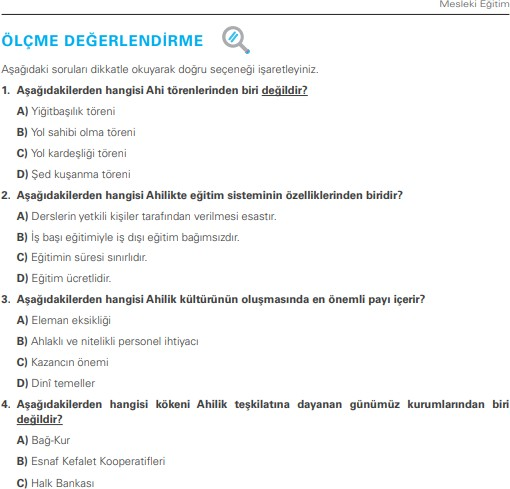 Mesleki Eğitim
ÖLÇME DEĞERLENDİRME
Aşağıdaki soruları dikkatle okuyarak doğru seçeneği işaretleyiniz.
1. Aşağıdakilerden hangisi Ahi törenlerinden biri değildir?
A) Yiğitbaşılık töreni
B) Yol sahibi olma töreni
C) Yol kardeşliği töreni
D) Şed kuşanma töreni
2. Aşağıdakilerden hangisi Ahilikte eğitim sisteminin özelliklerinden biridir?
A) Derslerin yetkili kişiler tarafından verilmesi esastır.
B) İş başı eğitimiyle iş dışı eğitim bağımsızdır.
C) Eğitimin süresi sınırlıdır.
D) Eğitim ücretlidir.
3. Aşağıdakilerden hangisi Ahilik kültürünün oluşmasında en önemli payı içerir?
A) Eleman eksikliği
B) Ahlaklı ve nitelikli personel ihtiyacı
C) Kazancın önemi
D) Dinî temeller
4. Aşağıdakilerden hangisi kökeni Ahilik teşkilatına dayanan günümüz kurumlarından biri
değildir?
A) Bağ-Kur
B) Esnaf Kefalet Kooperatifleri
C) Halk Bankası